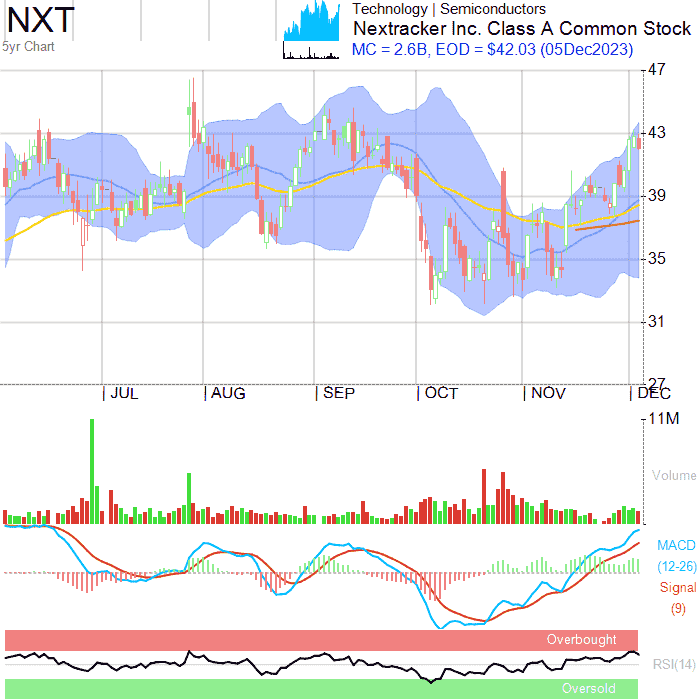 NXT
5yr Chart
Technology | Semiconductors
Nextracker Inc. Class A Common Stock
MC = 2.6B, EOD = $42.03 (05Dec2023)
47
43
39
35
31
27
JUL
AUG
SEP
OCT
NOV
DEC
11M
Volume
MACD
(12-26)
Signal
(9)
Overbought
RSI(14)
Oversold